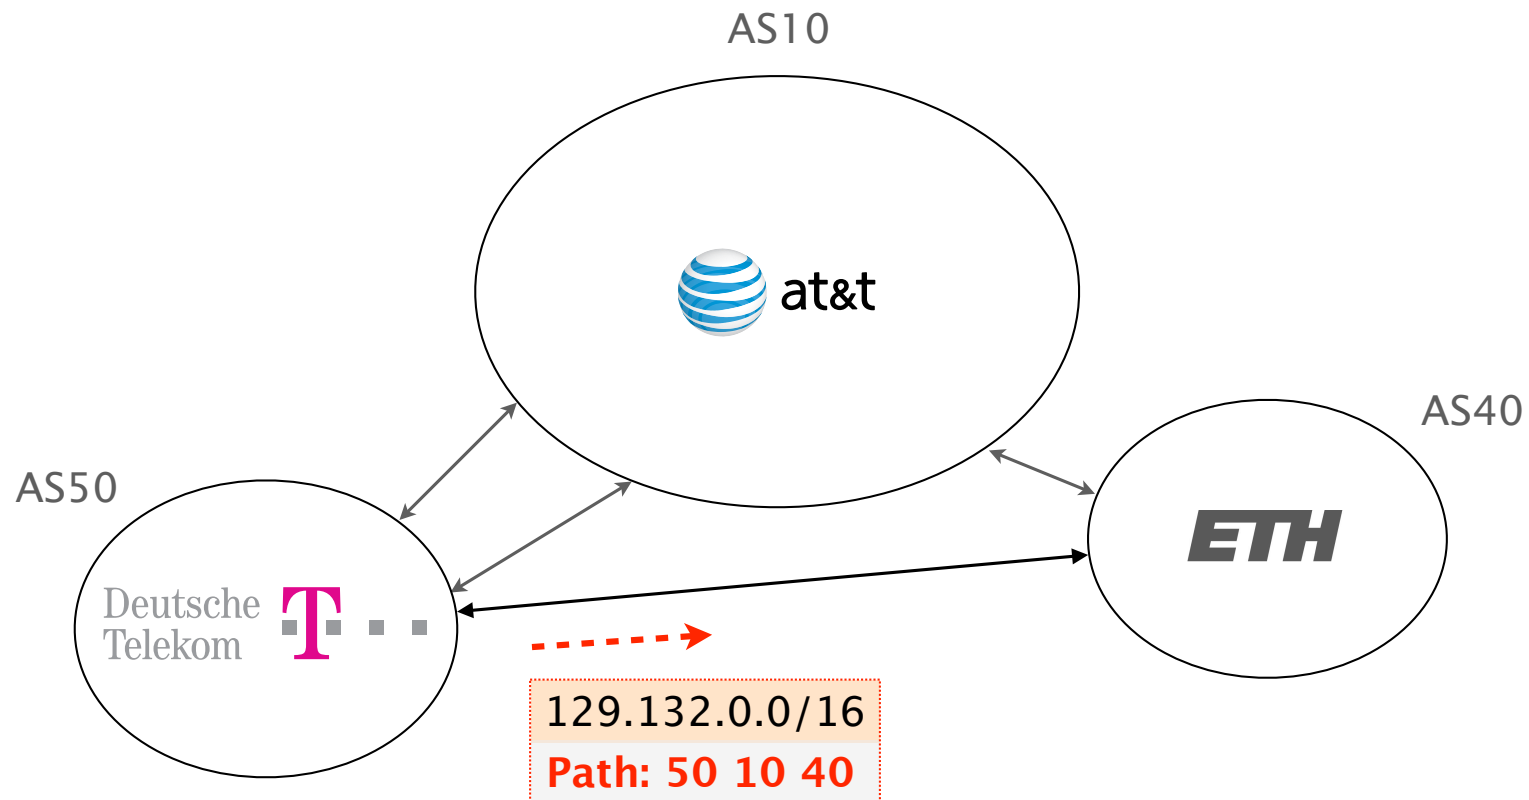 AS10
at&t
AS40
AS50
ETH
Deutsche
Telekom
T
129.132.0.0/16
Path: 50 10 40